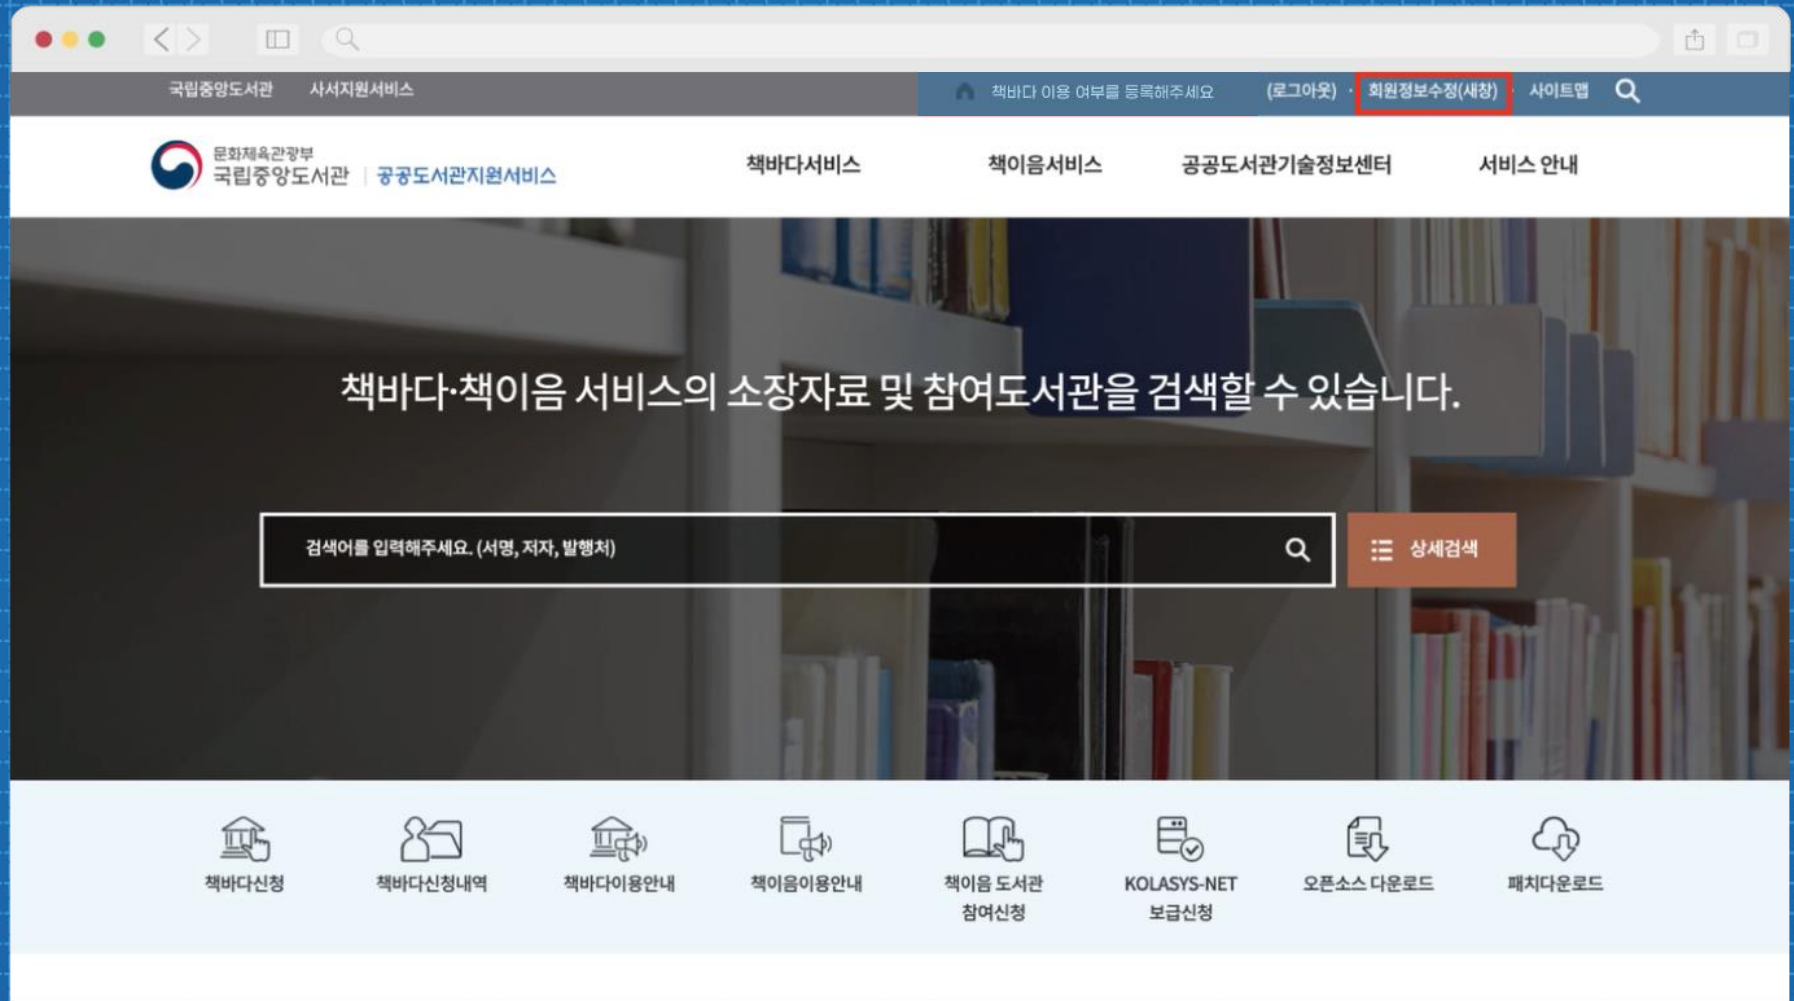 국립중앙도서관 사서지원서비스 책바다 이용 여부를 등록해주세요 (로그아웃) · 회원정보수정(새창) · 사이트맵
문화체육관광부
국립중앙도서관 | 공공도서관지원서비스 책바다서비스 책이음서비스 공공도서관기술정보센터 서비스 안내
책바다·책이음 서비스의 소장자료 및 참여도서관을 검색할 수 있습니다.
검색어를 입력해주세요. (서명, 저자, 발행처) 상세검색
책바다신청 책바다신청내역 책바다이용안내 책이음이용안내 책이음 도서관 KOLASYS-NET 오픈소스 다운로드 패치다운로드
참여신청 보급신청